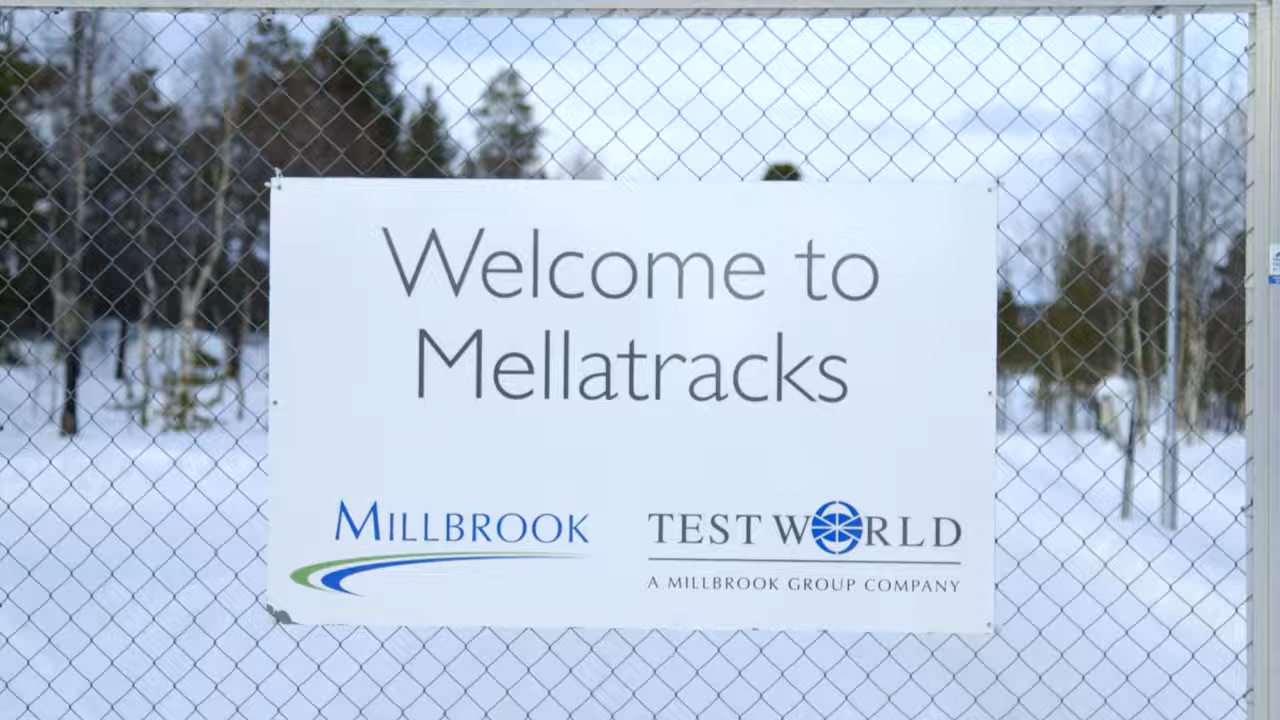 Welcome to
Mellatracks
MILLBROOK
TEST WORLD
A MILLBROOK GROUP COMPANY